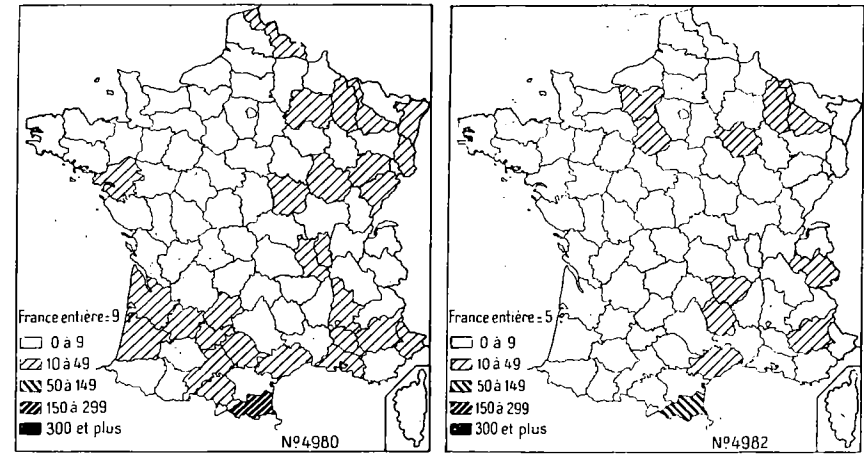 France entière=9
0 à 9
10 à 49
50 à 149
150 à 299
300 et plus
Nº4980
France entière=5
0 à 9
10 à 49
50 à 149
150 à 299
300 et plus
Nº4982